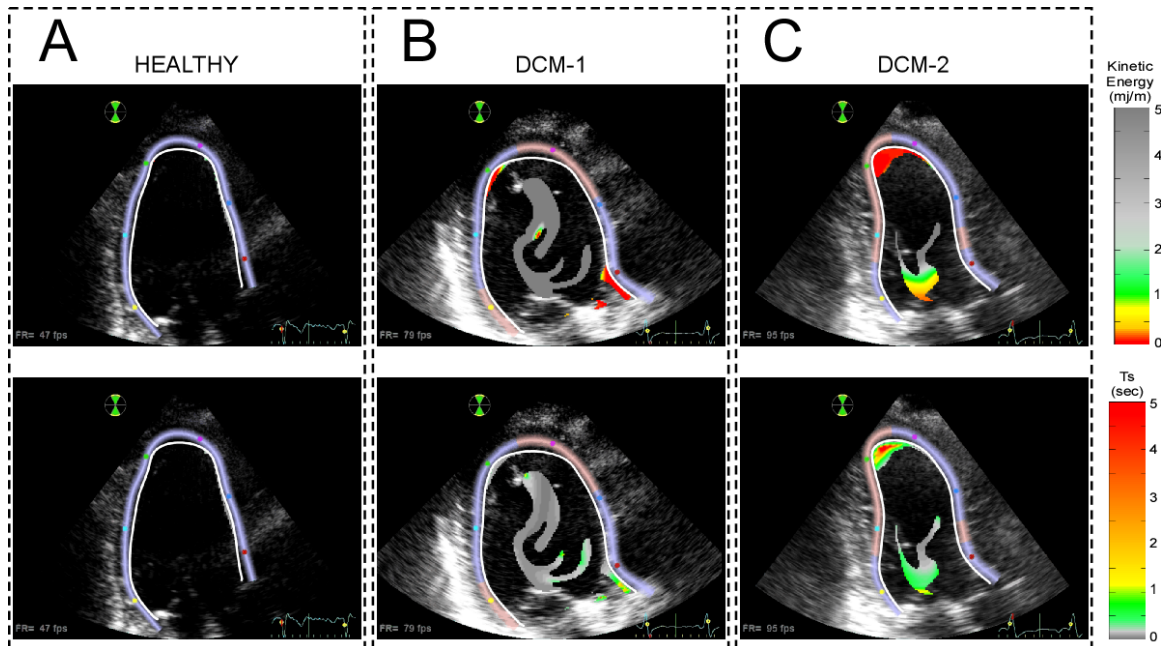 A
HEALTHY
B
DCM-1
C
DCM-2
Kinetic
Energy
(mj/m)
5
4
3
2
1
0
FR= 47 fps
FR= 79 fps
FR= 95 fps
Ts
(sec)
5
4
3
2
1
0
FR= 47 fps
FR= 79 fps
FR= 95 fps